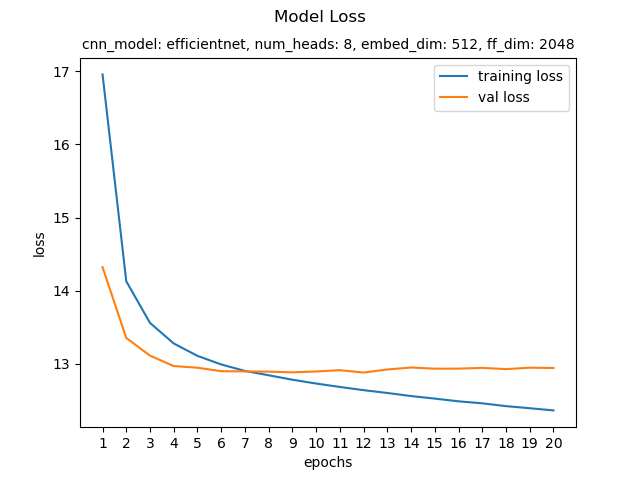 Model Loss
cnn_model: efficientnet, num_heads: 8, embed_dim: 512, ff_dim: 2048
training loss
val loss
17
16
15
14
13
loss
1 2 3 4 5 6 7 8 9 10 11 12 13 14 15 16 17 18 19 20
epochs